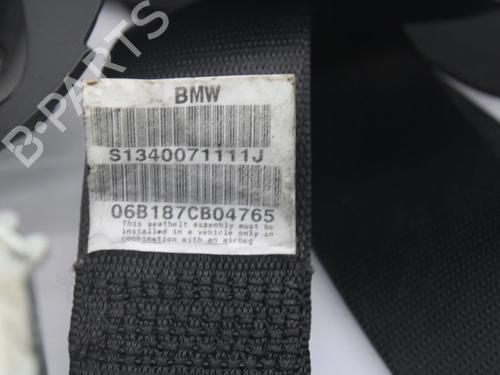 B-PARTS
BMW
S1340071111J
06B187CB04765
This seatbelt assembly must be
installed in a vehicle only in
combination with an airbag